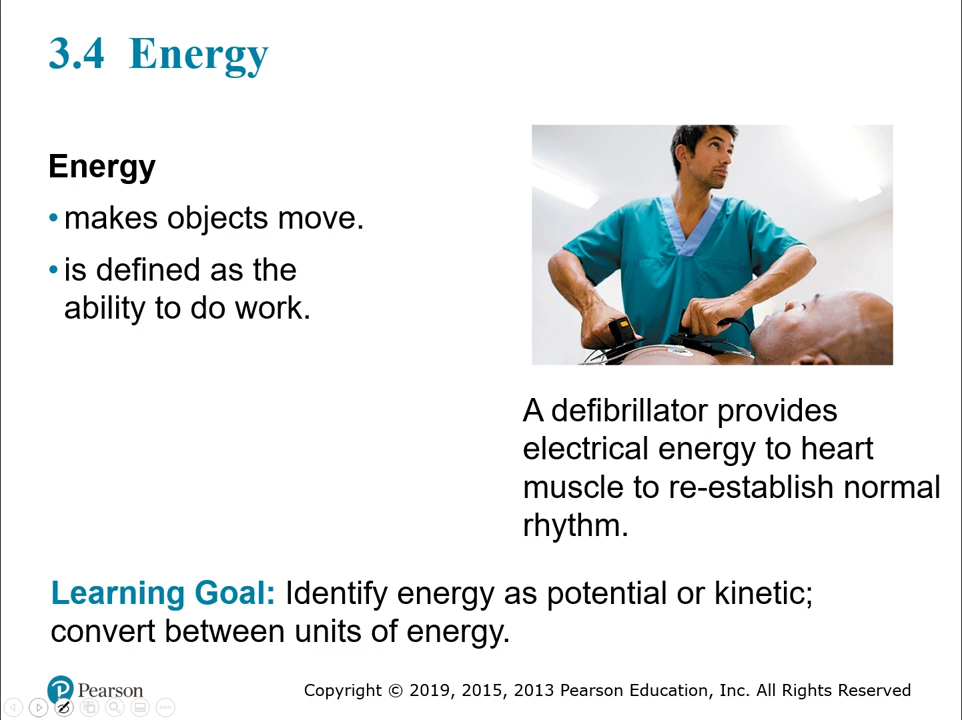 3.4 Energy
Energy
• makes objects move.
• is defined as the
ability to do work.
A defibrillator provides
electrical energy to heart
muscle to re-establish normal
rhythm.
Learning Goal: Identify energy as potential or kinetic;
convert between units of energy.
P Pearson
Copyright © 2019, 2015, 2013 Pearson Education, Inc. All Rights Reserved